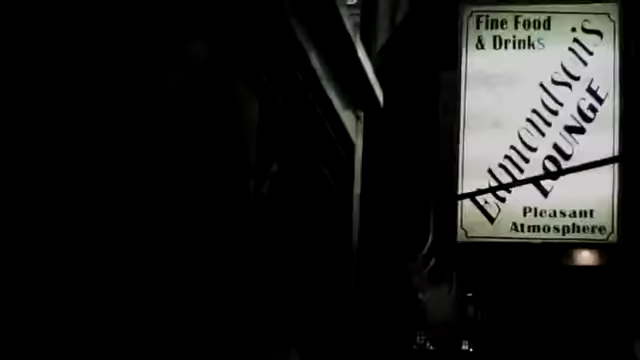 Fine Food
& Drinks
Edmondson's
LOUNGE
Pleasant
Atmosphere